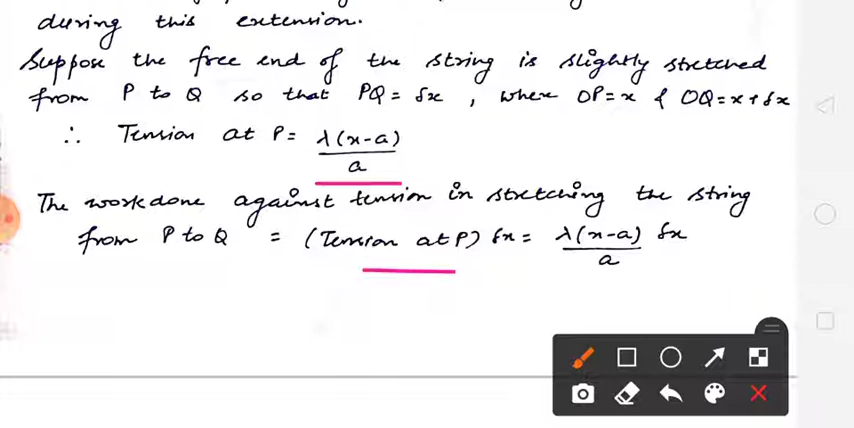 during this extension.
Suppose the free end of the string is slightly stretched
from P to Q so that PQ = δx, where OP = x & OQ = x + δx
∴ Tension at P = λ(x-a)/a
The workdone against tension in stretching the string
from P to Q = (Tension at P) δx = λ(x-a)/a δx